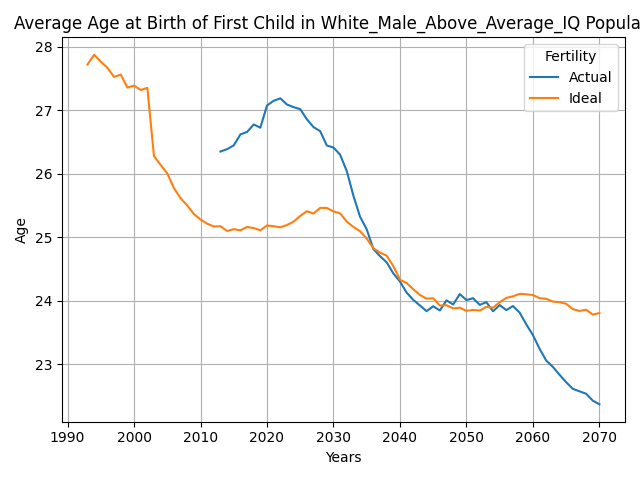 Average Age at Birth of First Child in White_Male_Above_Average_IQ Popula
28
27
26
25
24
23
Age
Fertility
Actual
Ideal
1990 2000 2010 2020 2030 2040 2050 2060 2070
Years